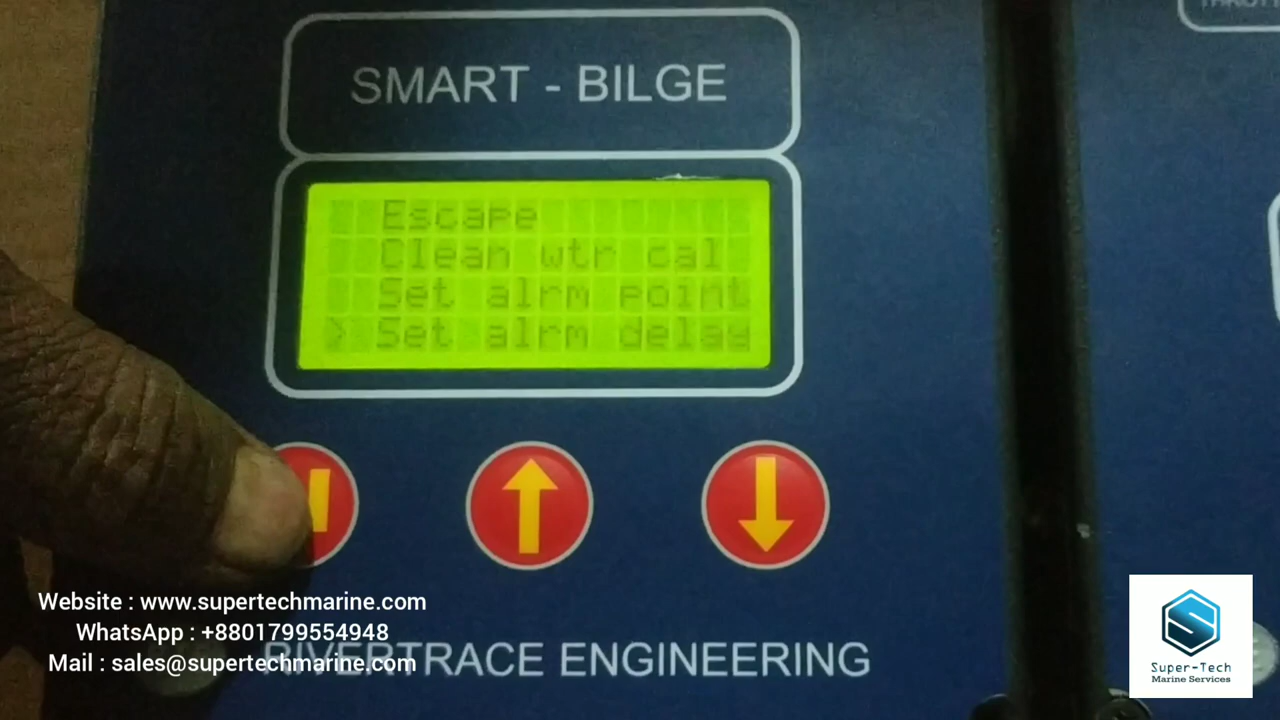 SMART - BILGE
Escape
Clean wtr cal
Set alrm point
> Set alrm delay
Website : www.supertechmarine.com
WhatsApp : +8801799554948
Mail : sales@supertechmarine.com
RIVERTRACE ENGINEERING
Super-Tech
Marine Services